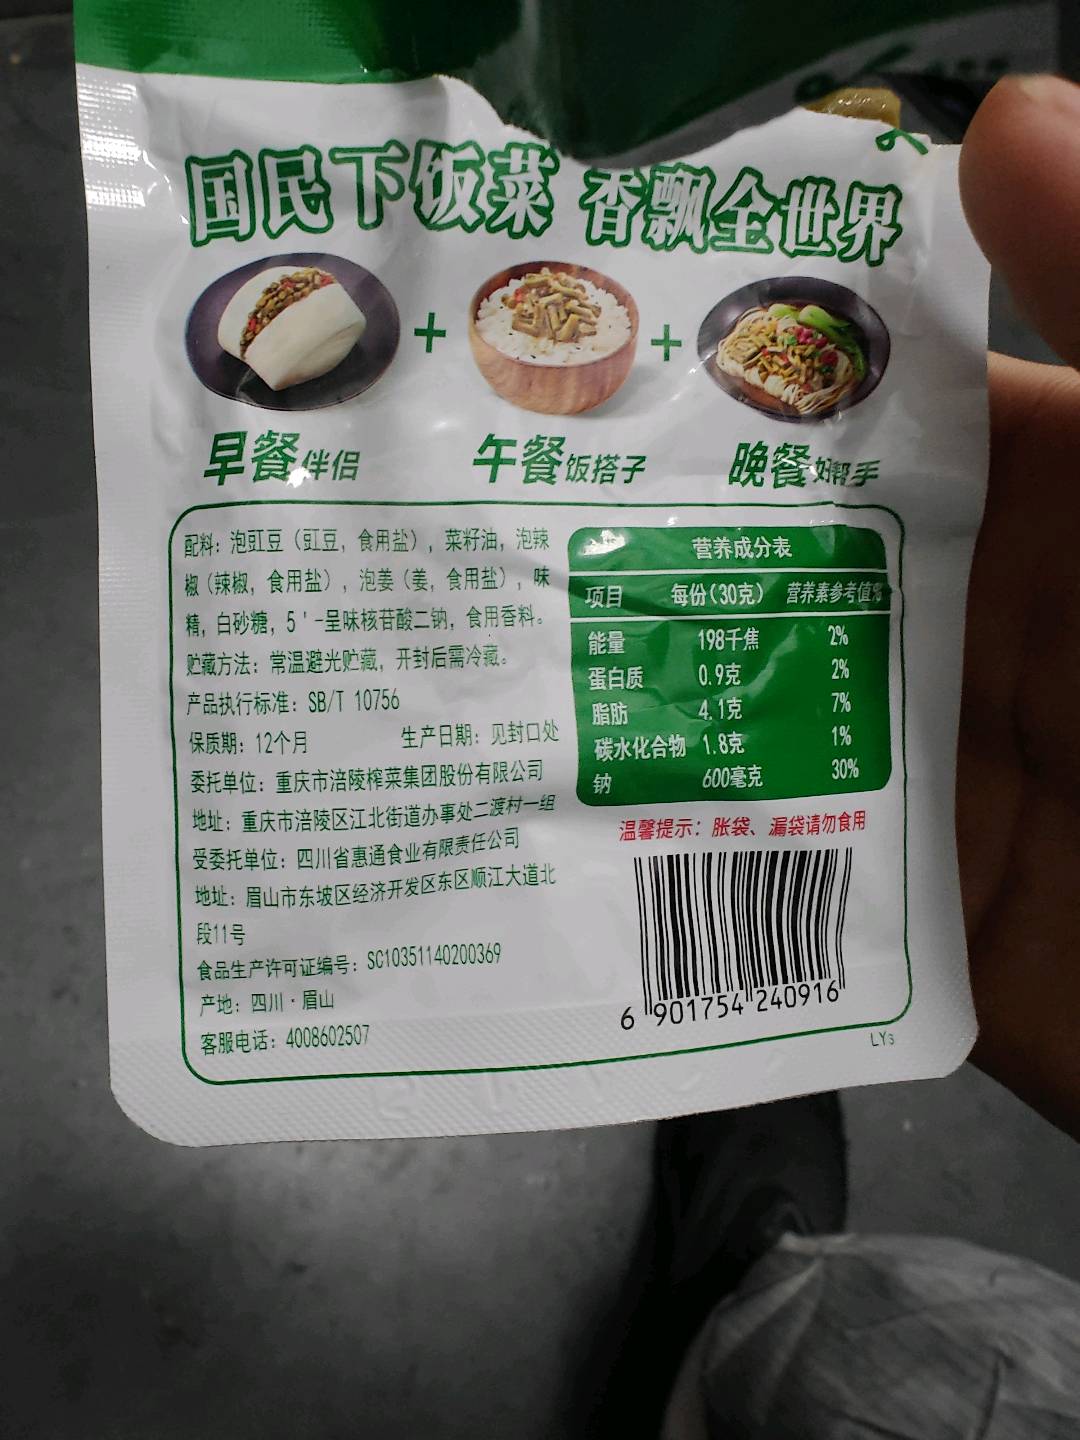 国民下饭菜 香飘全世界
早餐伴侣
午餐饭搭子
晚餐好帮手
配料：泡豇豆（豇豆，食用盐），菜籽油，泡辣
椒（辣椒，食用盐），泡姜（姜，食用盐），味
精，白砂糖，5'-呈味核苷酸二钠，食用香料。
贮藏方法：常温避光贮藏，开封后需冷藏。
产品执行标准：SB/T 10756
保质期：12个月 生产日期：见封口处
委托单位：重庆市涪陵榨菜集团股份有限公司
地址：重庆市涪陵区江北街道办事处二渡村一组
受委托单位：四川省惠通食业有限责任公司
地址：眉山市东坡区经济开发区东区顺江大道北
段11号
食品生产许可证编号：SC10351140200369
产地：四川·眉山
客服电话：4008602507
营养成分表
项目 每份(30克) 营养素参考值%
能量 198千焦 2%
蛋白质 0.9克 2%
脂肪 4.1克 7%
碳水化合物 1.8克 1%
钠 600毫克 30%
温馨提示：胀袋、漏袋请勿食用
6 901754 240916
LY3